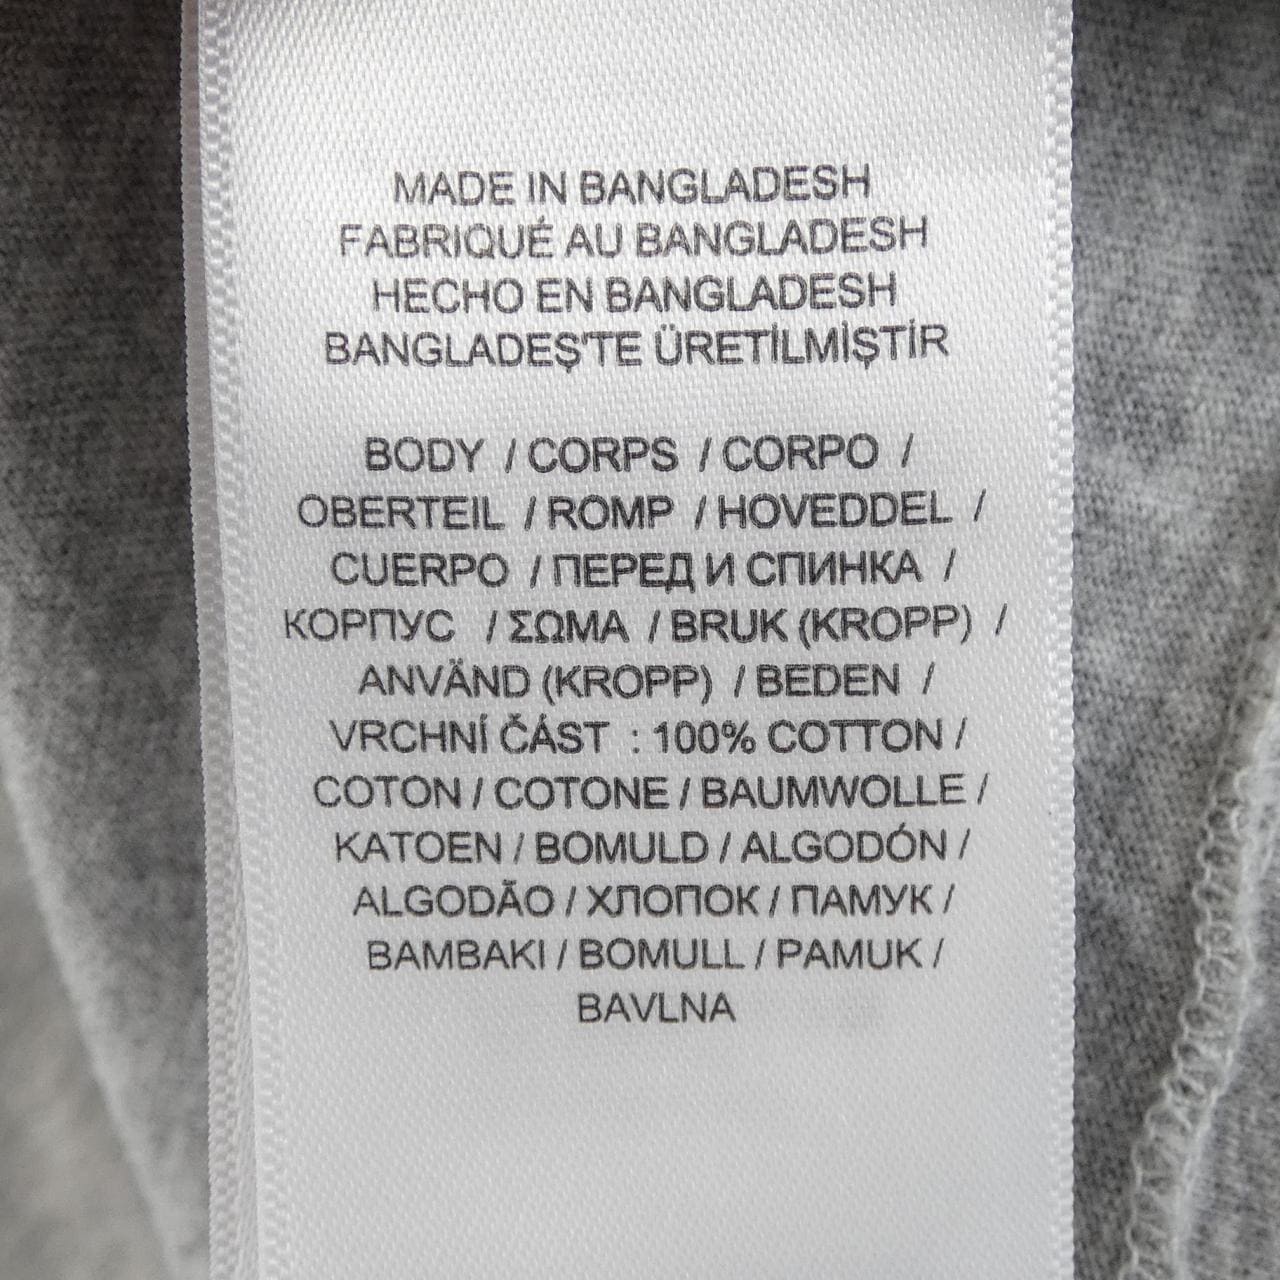 MADE IN BANGLADESH
FABRIQUÉ AU BANGLADESH
HECHO EN BANGLADESH
BANGLADEŞ'TE ÜRETİLMİŞTİR
BODY / CORPS / CORPO /
OBERTEIL / ROMP / HOVEDDEL /
CUERPO / ПЕРЕД И СПИНКА /
КОРПУС / ΣΩΜΑ / BRUK (KROPP) /
ANVÄND (KROPP) / BEDEN /
VRCHNÍ ČÁST : 100% COTTON /
COTON / COTONE / BAUMWOLLE /
KATOEN / BOMULD / ALGODÓN /
ALGODÃO / ХЛОПОК / ПАМУК /
BAMBAKI / BOMULL / PAMUK /
BAVLNA